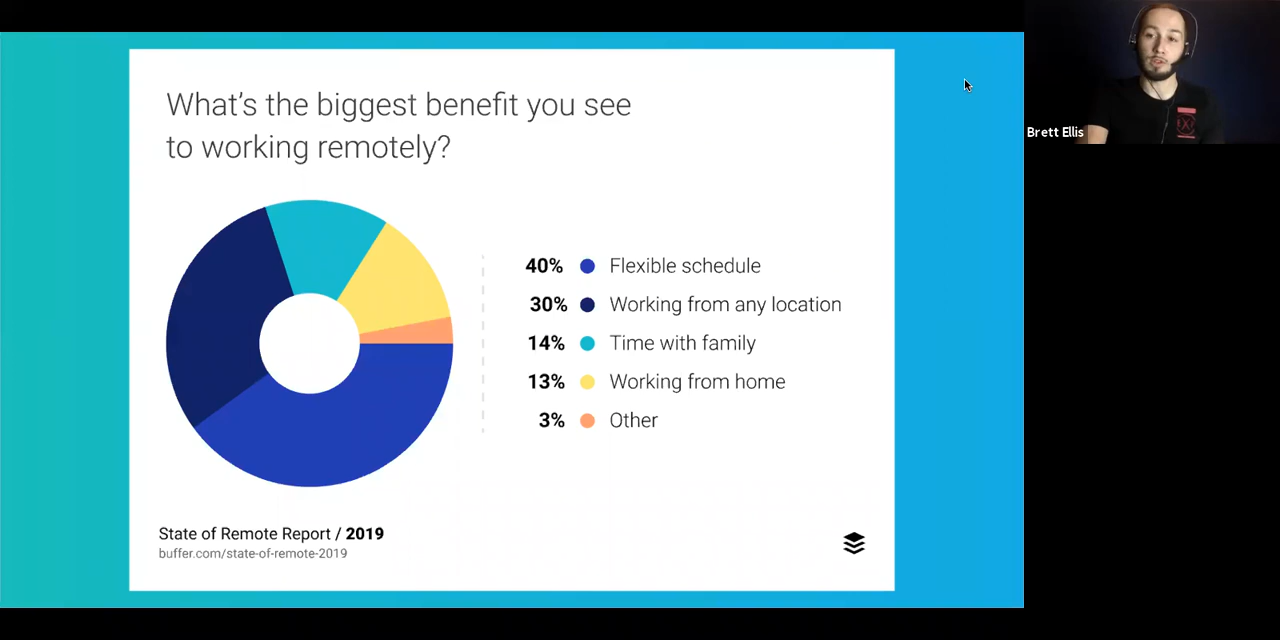 What's the biggest benefit you see
to working remotely?
40% Flexible schedule
30% Working from any location
14% Time with family
13% Working from home
3% Other
State of Remote Report / 2019
buffer.com/state-of-remote-2019
Brett Ellis